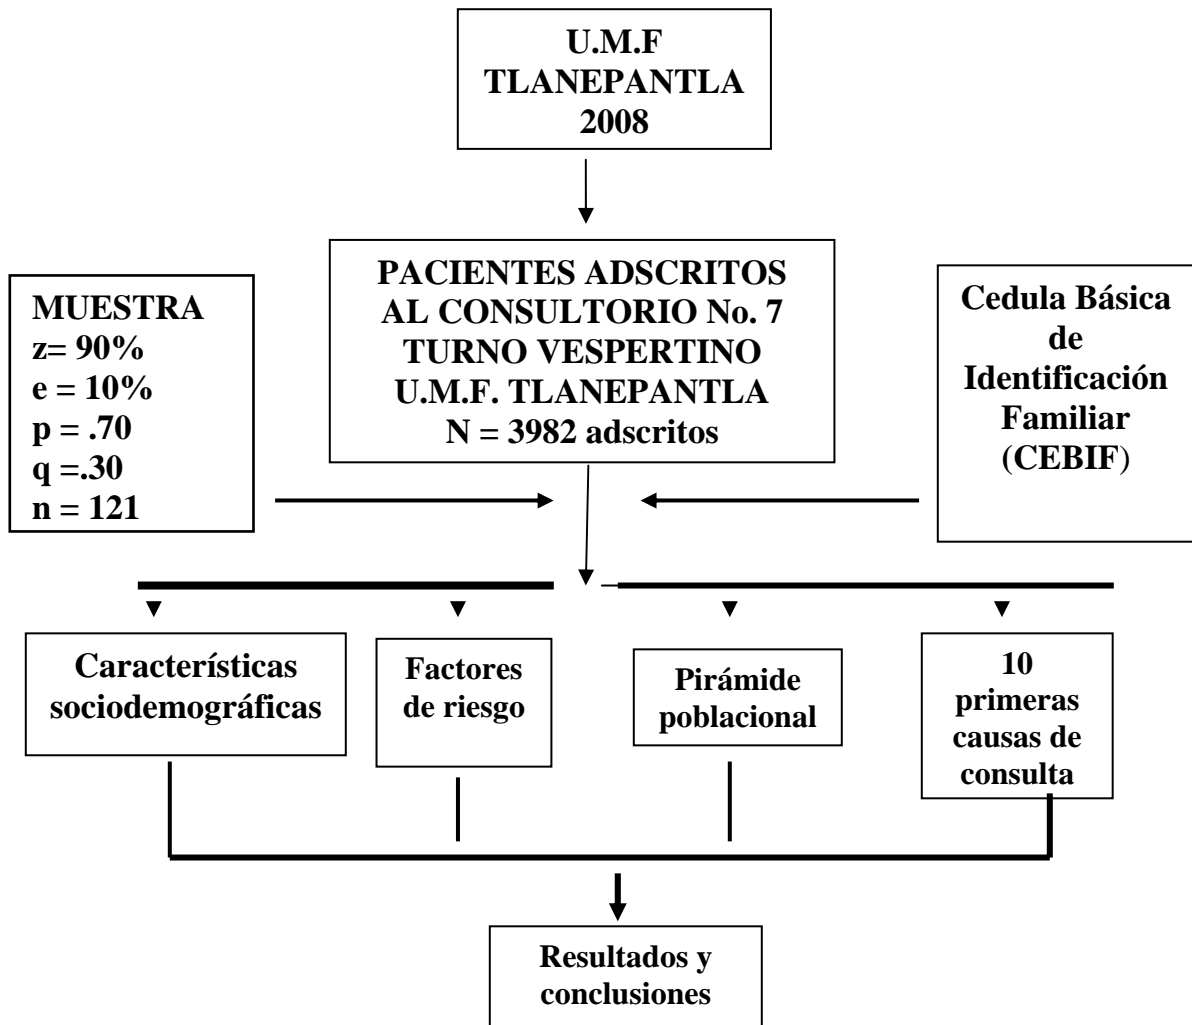 U.M.F
TLANEPANTLA
2008
PACIENTES ADSCRITOS
AL CONSULTORIO No. 7
TURNO VESPERTINO
U.M.F. TLANEPANTLA
N = 3982 adscritos
MUESTRA
z= 90%
e = 10%
p = .70
q =.30
n = 121
Cedula Básica
de
Identificación
Familiar
(CEBIF)
Características
sociodemográficas
Factores
de riesgo
Pirámide
poblacional
10
primeras
causas de
consulta
Resultados y
conclusiones